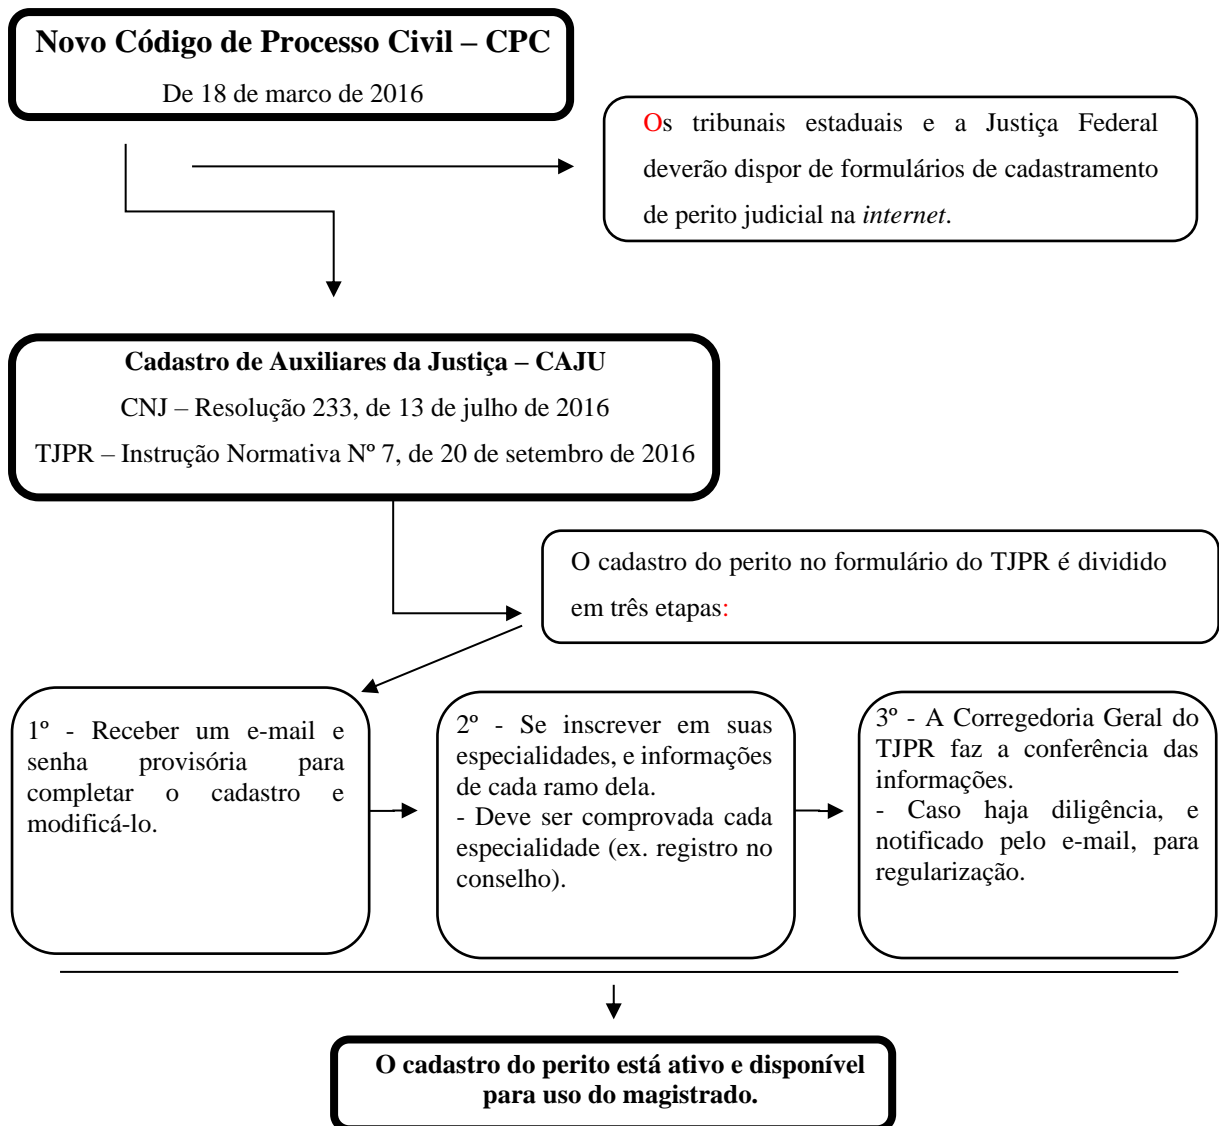 Novo Código de Processo Civil – CPC
De 18 de marco de 2016
Os tribunais estaduais e a Justiça Federal
deverão dispor de formulários de cadastramento
de perito judicial na internet.
Cadastro de Auxiliares da Justiça – CAJU
CNJ – Resolução 233, de 13 de julho de 2016
TJPR – Instrução Normativa Nº 7, de 20 de setembro de 2016
O cadastro do perito no formulário do TJPR é dividido
em três etapas:
1º - Receber um e-mail e
senha provisória para
completar o cadastro e
modificá-lo.
2º - Se inscrever em suas
especialidades, e informações
de cada ramo dela.
- Deve ser comprovada cada
especialidade (ex. registro no
conselho).
3º - A Corregedoria Geral do
TJPR faz a conferência das
informações.
- Caso haja diligência, e
notificado pelo e-mail, para
regularização.
O cadastro do perito está ativo e disponível
para uso do magistrado.